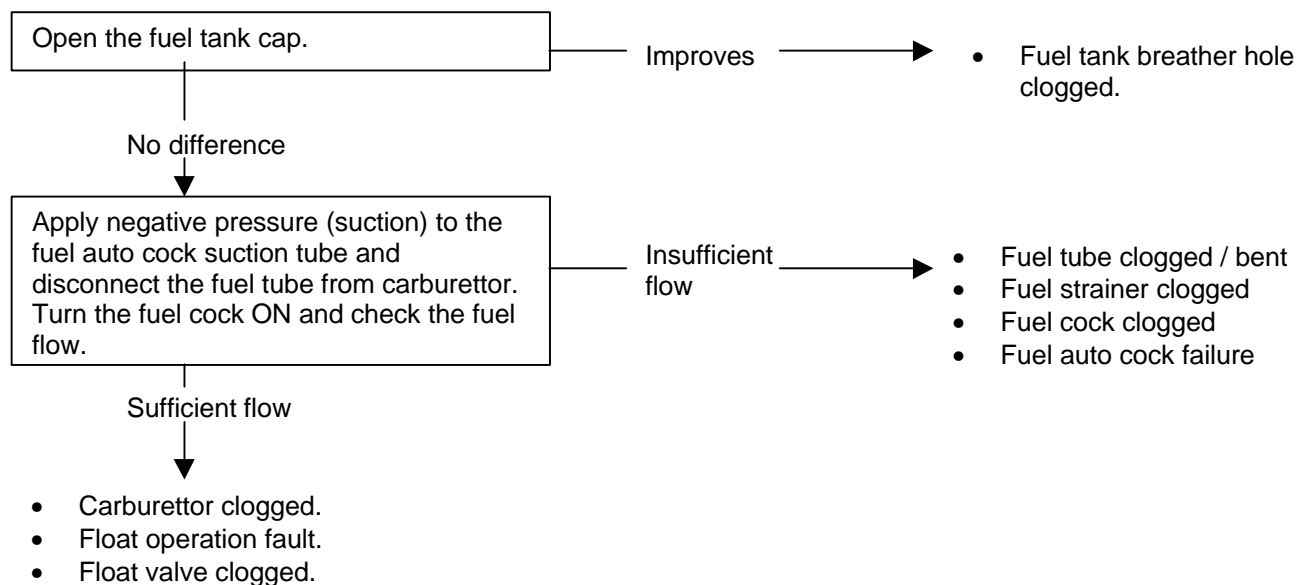 Open the fuel tank cap.
Improves
• Fuel tank breather hole
clogged.
No difference
Apply negative pressure (suction) to the
fuel auto cock suction tube and
disconnect the fuel tube from carburettor.
Turn the fuel cock ON and check the fuel
flow.
Insufficient
flow
• Fuel tube clogged / bent
• Fuel strainer clogged
• Fuel cock clogged
• Fuel auto cock failure
Sufficient flow
• Carburettor clogged.
• Float operation fault.
• Float valve clogged.